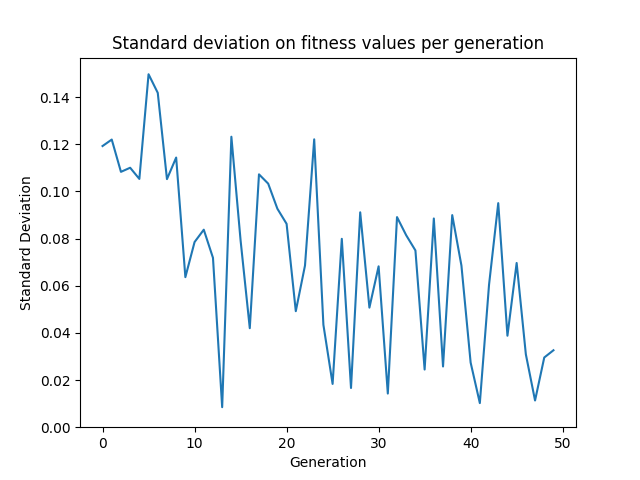 Standard deviation on fitness values per generation
0.14
0.12
0.10
0.08
0.06
0.04
0.02
0.00
Standard Deviation
0 10 20 30 40 50
Generation